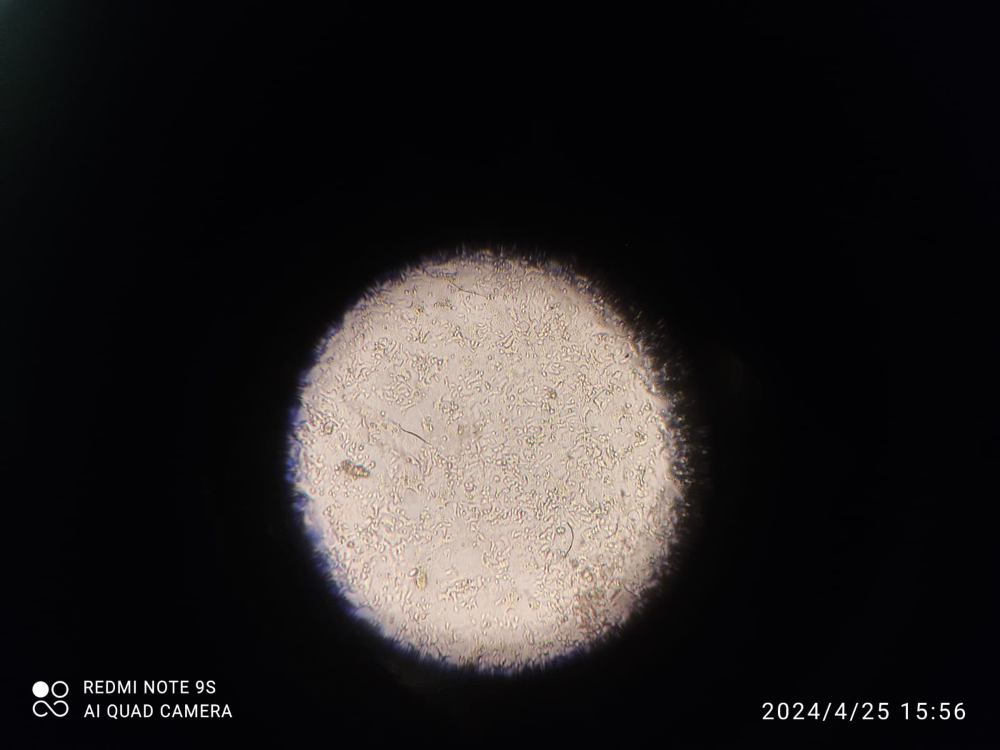 REDMI NOTE 9S
AI QUAD CAMERA
2024/4/25 15:56